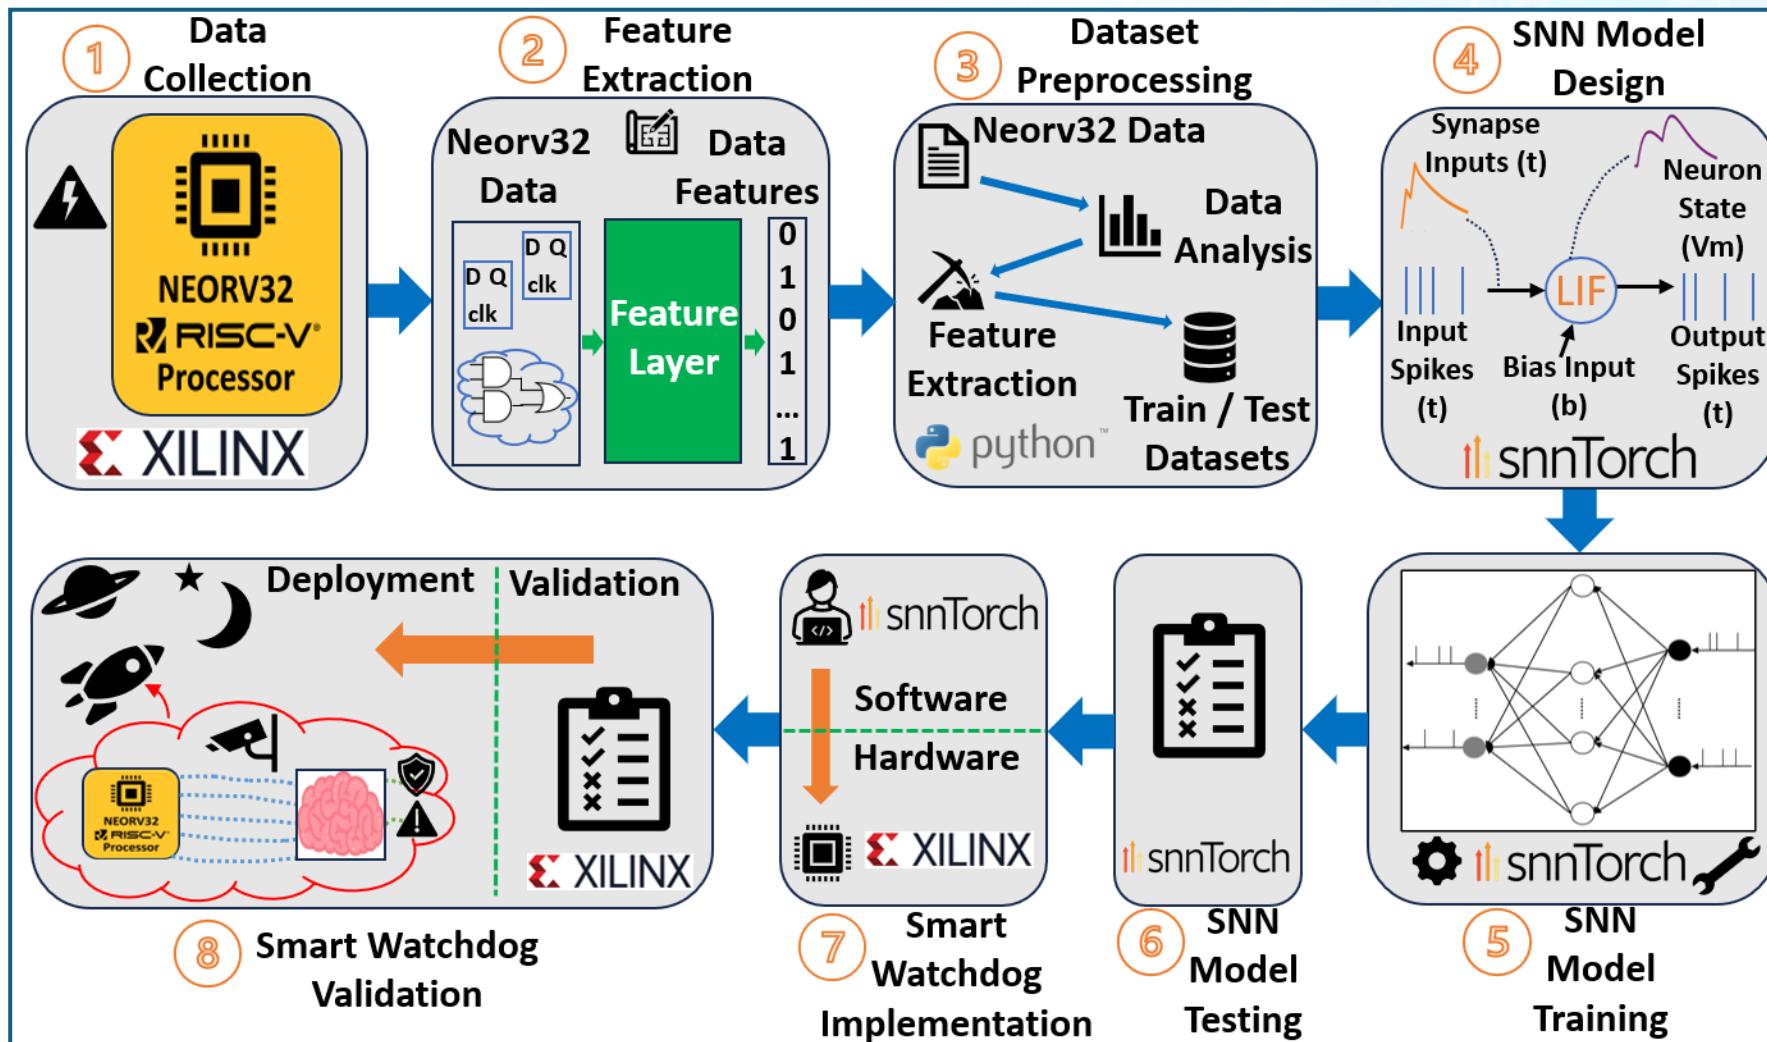 1
Data
Collection
NEORV32
RISC-V®
Processor
XILINX
2
Feature
Extraction
Neorv32
Data
Data
Features
D Q
clk
D Q
clk
Feature
Layer
0
1
0
1
...
1
3
Dataset
Preprocessing
Neorv32 Data
Data
Analysis
Feature
Extraction
Train / Test
Datasets
python™
4
SNN Model
Design
Synapse
Inputs (t)
Neuron
State
(Vm)
LIF
Input
Spikes
(t)
Bias Input
(b)
Output
Spikes
(t)
snnTorch
snnTorch
5
SNN
Model
Training
snnTorch
6
SNN
Model
Testing
snnTorch
Software
Hardware
XILINX
7
Smart
Watchdog
Implementation
Deployment
Validation
NEORV32
RISC-V®
Processor
XILINX
8
Smart Watchdog
Validation